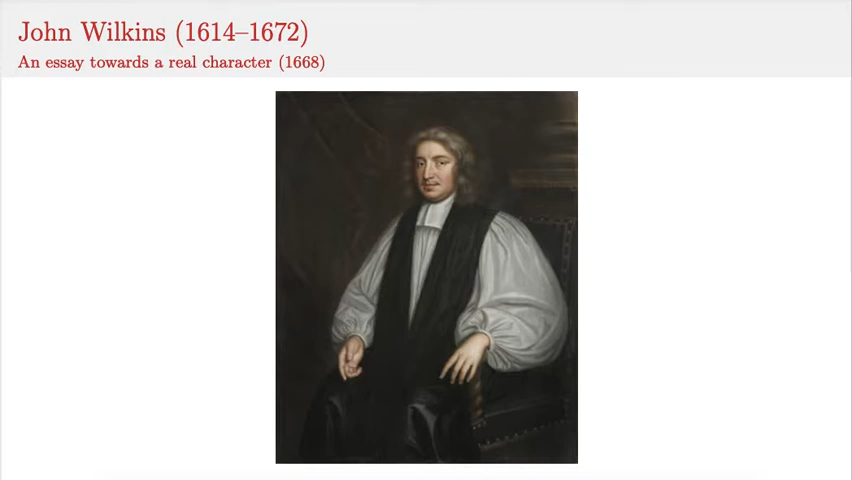 John Wilkins (1614–1672)
An essay towards a real character (1668)